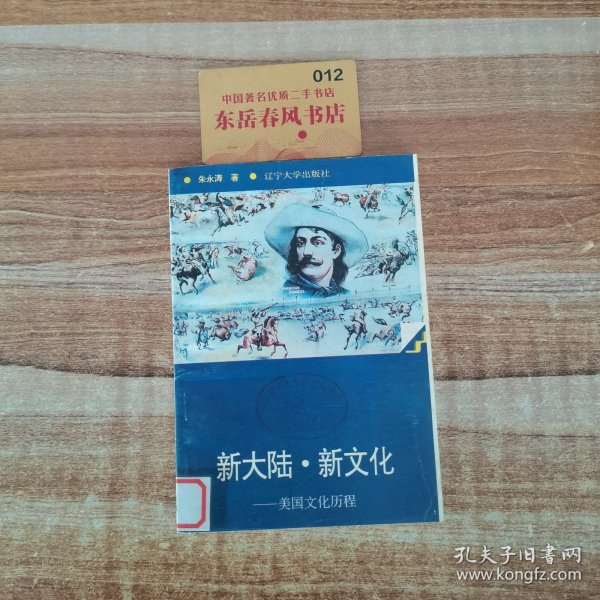 012
中国著名优质二手书店
东岳春风书店
朱永涛 著 辽宁大学出版社
新大陆·新文化
——美国文化历程
孔夫子旧书网
www.kongfz.com